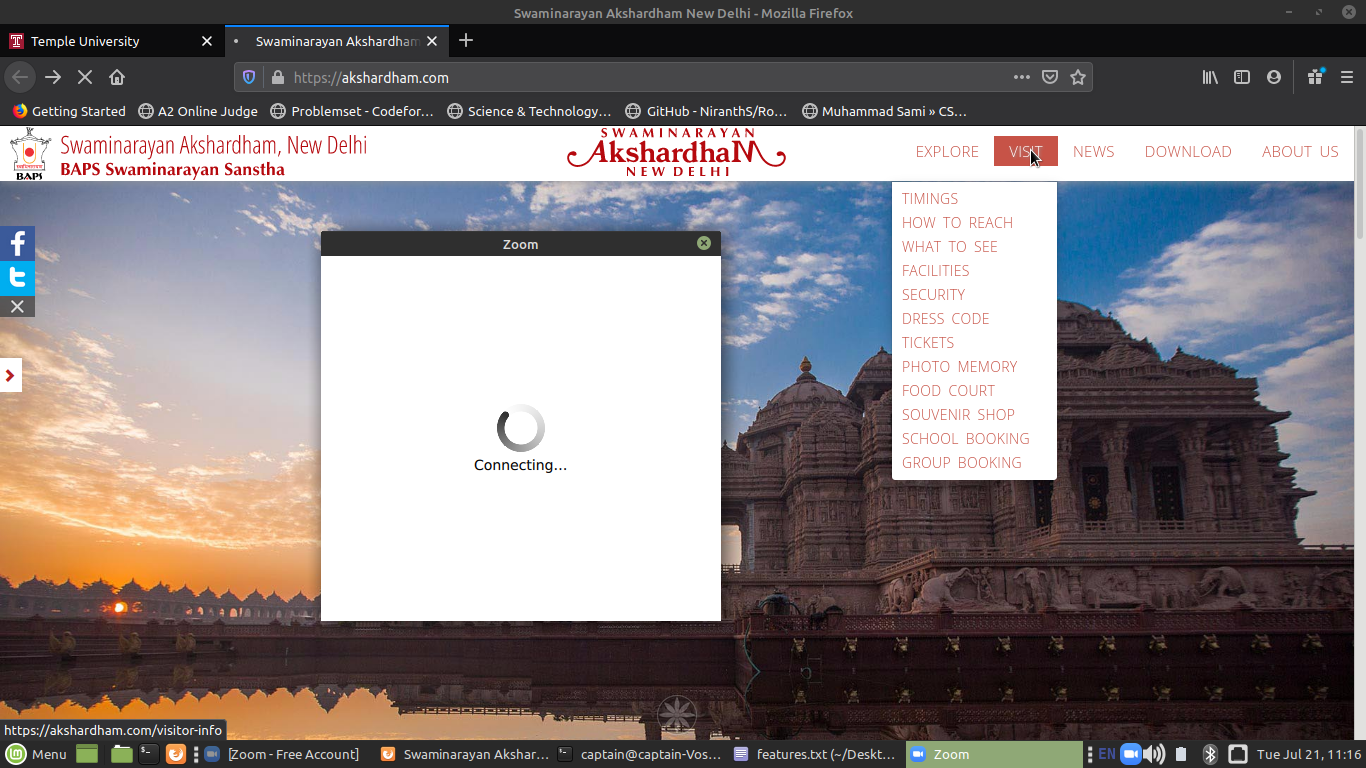 Swaminarayan Akshardham New Delhi - Mozilla Firefox
Temple University
Swaminarayan Akshardham
https://akshardham.com
Getting Started
A2 Online Judge
Problemset - Codefor…
Science & Technology…
GitHub - NiranthS/Ro…
Muhammad Sami » CS…
BAPS
Swaminarayan Akshardham, New Delhi
BAPS Swaminarayan Sanstha
SWAMINARAYAN
AkshardhaM
NEW DELHI
EXPLORE
VISIT
NEWS
DOWNLOAD
ABOUT US
TIMINGS
HOW TO REACH
WHAT TO SEE
FACILITIES
SECURITY
DRESS CODE
TICKETS
PHOTO MEMORY
FOOD COURT
SOUVENIR SHOP
SCHOOL BOOKING
GROUP BOOKING
Zoom
Connecting…
https://akshardham.com/visitor-info
Menu
[Zoom - Free Account]
Swaminarayan Akshar…
captain@captain-Vos…
features.txt (~/Deskt…
Zoom
EN
Tue Jul 21, 11:16